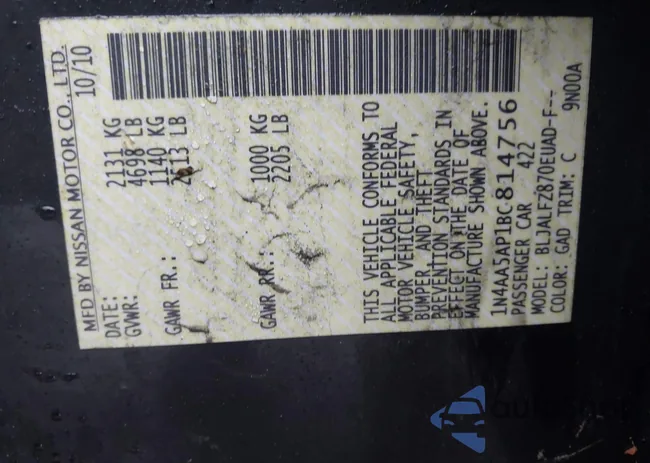 MFD BY NISSAN MOTOR CO., LTD.
DATE: 10/10
GVWR: 2131 KG
4698 LB
GAWR FR.: 1140 KG
2513 LB
GAWR RR.: 1000 KG
2205 LB
THIS VEHICLE CONFORMS TO
ALL APPLICABLE FEDERAL
MOTOR VEHICLE SAFETY,
BUMPER, AND THEFT
PREVENTION STANDARDS IN
EFFECT ON THE DATE OF
MANUFACTURE SHOWN ABOVE.
1N4AA5AP1BC814756
PASSENGER CAR 422
MODEL: BLJALFZ870EUAD-F--
COLOR: GAD TRIM: C 9N00A